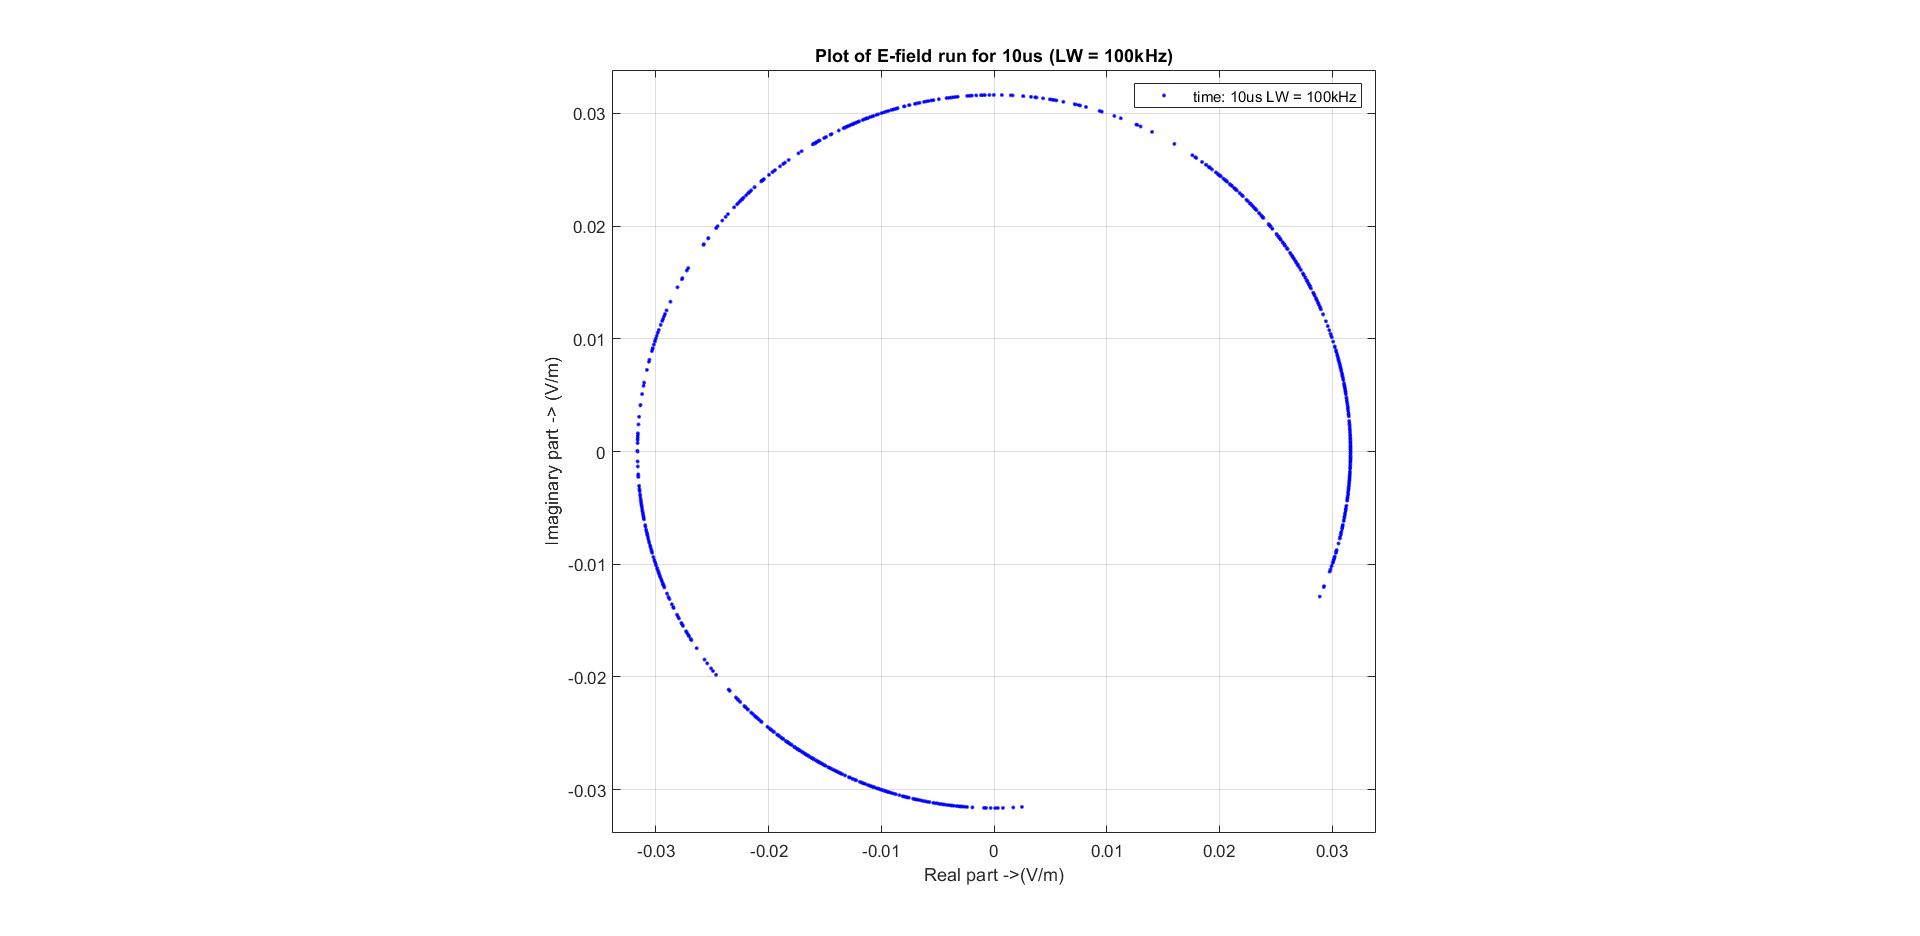 Plot of E-field run for 10us (LW = 100kHz)
time: 10us LW = 100kHz
0.03
0.02
0.01
0
-0.01
-0.02
-0.03
Imaginary part -> (V/m)
-0.03 -0.02 -0.01 0 0.01 0.02 0.03
Real part ->(V/m)